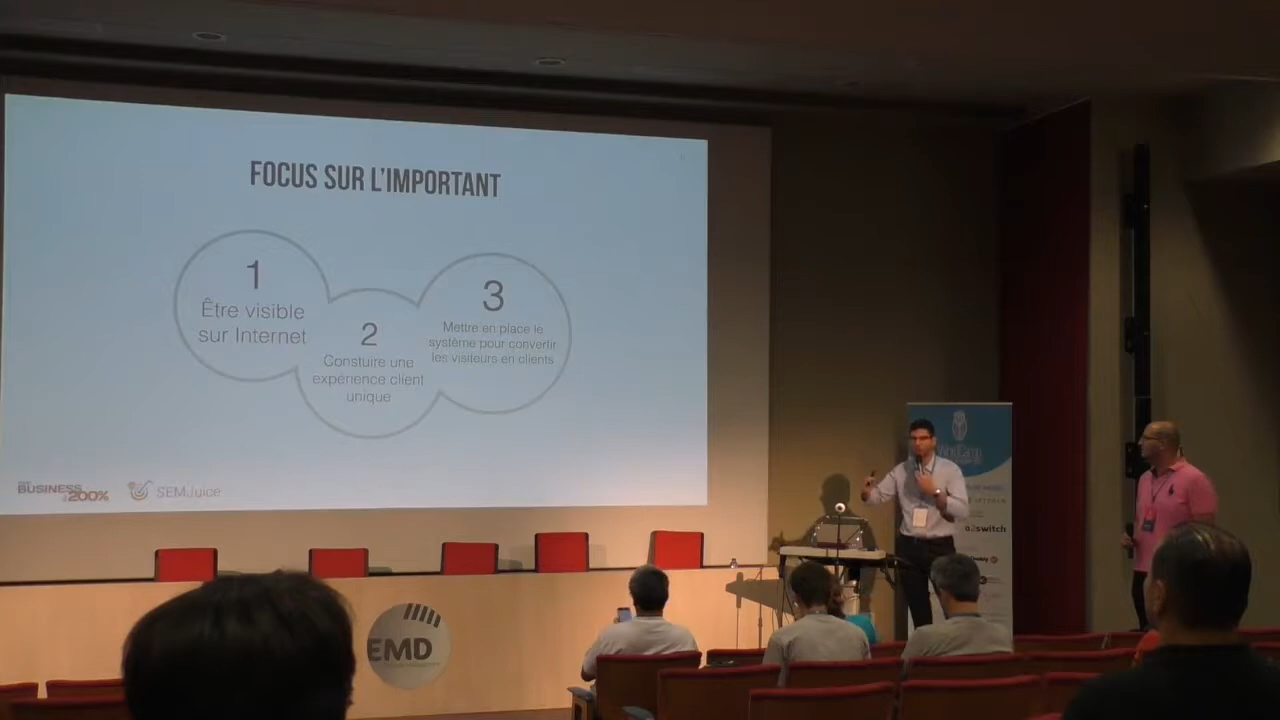 FOCUS SUR L'IMPORTANT
1
Être visible
sur Internet
2
Constuire une
expérience client
unique
3
Mettre en place le
système pour convertir
les visiteurs en clients
BUSINESS
à 200%
SEMJuice
EMD
o2switch